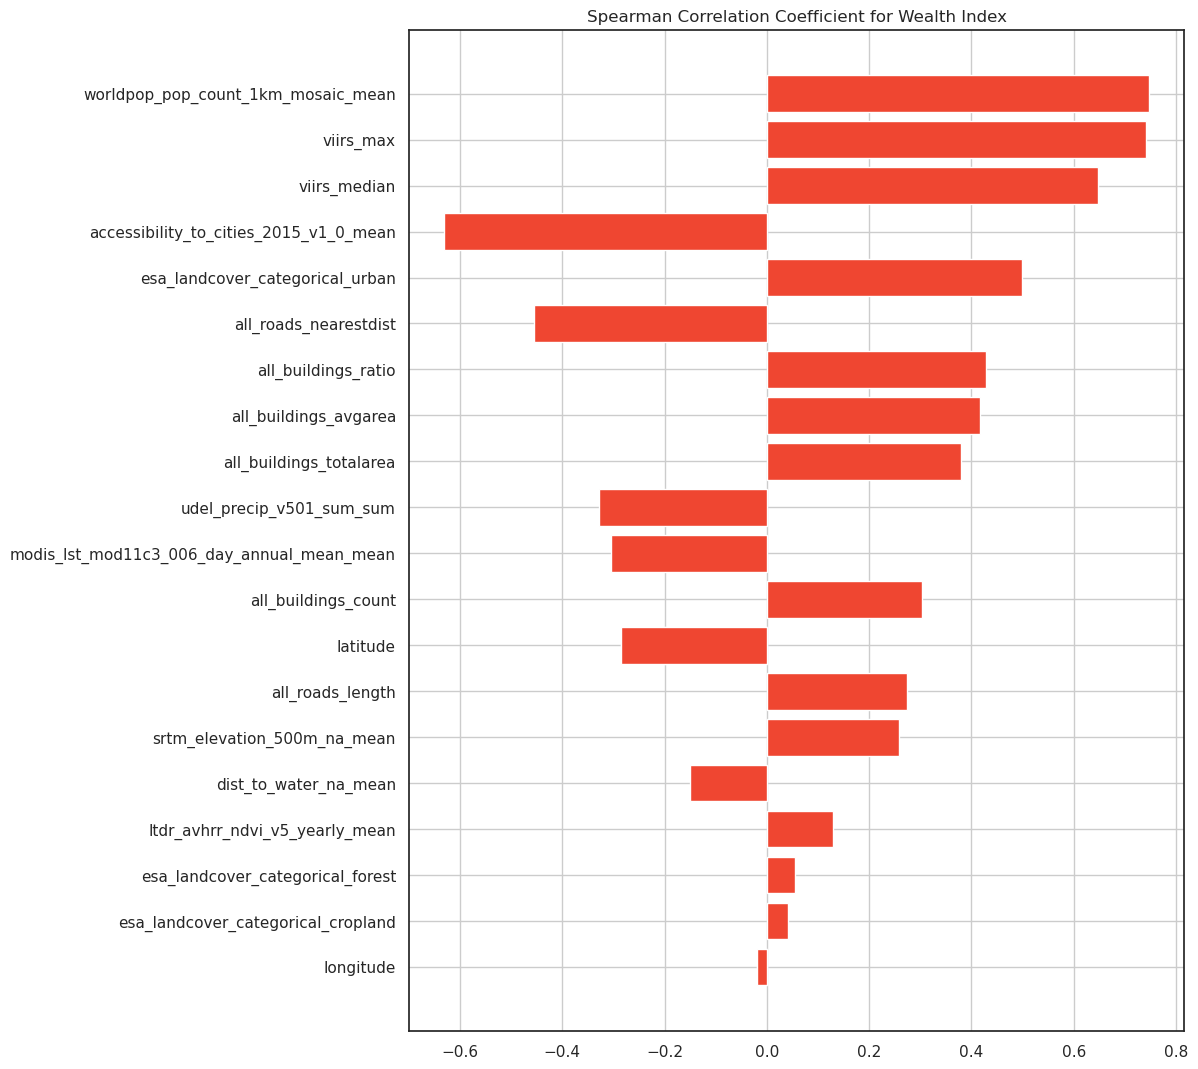 Spearman Correlation Coefficient for Wealth Index
worldpop_pop_count_1km_mosaic_mean
viirs_max
viirs_median
accessibility_to_cities_2015_v1_0_mean
esa_landcover_categorical_urban
all_roads_nearestdist
all_buildings_ratio
all_buildings_avgarea
all_buildings_totalarea
udel_precip_v501_sum_sum
modis_lst_mod11c3_006_day_annual_mean_mean
all_buildings_count
latitude
all_roads_length
srtm_elevation_500m_na_mean
dist_to_water_na_mean
ltdr_avhrr_ndvi_v5_yearly_mean
esa_landcover_categorical_forest
esa_landcover_categorical_cropland
longitude
−0.6 −0.4 −0.2 0.0 0.2 0.4 0.6 0.8